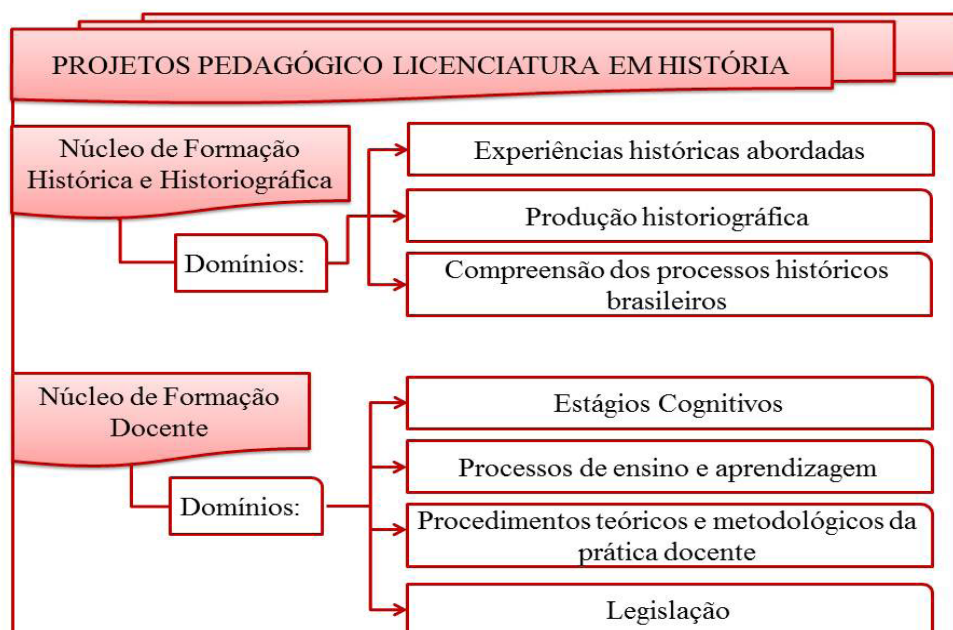 PROJETOS PEDAGÓGICO LICENCIATURA EM HISTÓRIA
Núcleo de Formação
Histórica e Historiográfica
Domínios:
Experiências históricas abordadas
Produção historiográfica
Compreensão dos processos históricos
brasileiros
Núcleo de Formação
Docente
Domínios:
Estágios Cognitivos
Processos de ensino e aprendizagem
Procedimentos teóricos e metodológicos da
prática docente
Legislação